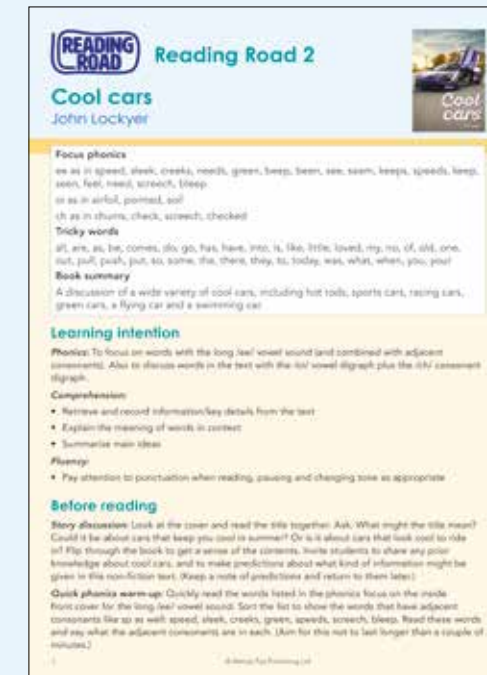 READING
ROAD
Reading Road 2
Cool cars
John Lockyer
Cool
cars
Focus phonics
ee as in speed, sleek, creeks, needs, green, beep, been, see, seem, keeps, speeds, keep,
seen, feel, need, screech, bleep
oi as in airfoil, pointed, soil
ch as in churns, check, screech, checked
Tricky words
all, are, as, be, comes, do, go, has, have, into, is, like, little, loved, my, no, of, old, one,
out, pull, push, put, so, some, the, there, they, to, today, was, what, when, you, your
Book summary
A discussion of a wide variety of cool cars, including hot rods, sports cars, racing cars,
green cars, a flying car and a swimming car.
Learning intention
Phonics: To focus on words with the long /ee/ vowel sound (and combined with adjacent
consonants). Also to discuss words in the text with the /oi/ vowel digraph plus the /ch/ consonant
digraph.
Comprehension:
• Retrieve and record information/key details from the text
• Explain the meaning of words in context
• Summarise main ideas
Fluency:
• Pay attention to punctuation when reading, pausing and changing tone as appropriate
Before reading
Story discussion: Look at the cover and read the title together. Ask, What might the title mean?
Could it be about cars that keep you cool in summer? Or is it about cars that look cool to ride
in? Flip through the book to get a sense of the contents. Invite students to share any prior
knowledge about cool cars, and to make predictions about what kind of information might be
given in this non-fiction text. (Keep a note of predictions and return to them later.)
Quick phonics warm-up: Quickly read the words listed in the phonics focus on the inside
front cover for the long /ee/ vowel sound. Sort the list to show the words that have adjacent
consonants like sp as well: speed, sleek, creeks, green, speeds, screech, bleep. Read these words
and say what the adjacent consonants are in each. (Aim for this not to last longer than a couple of
minutes.)